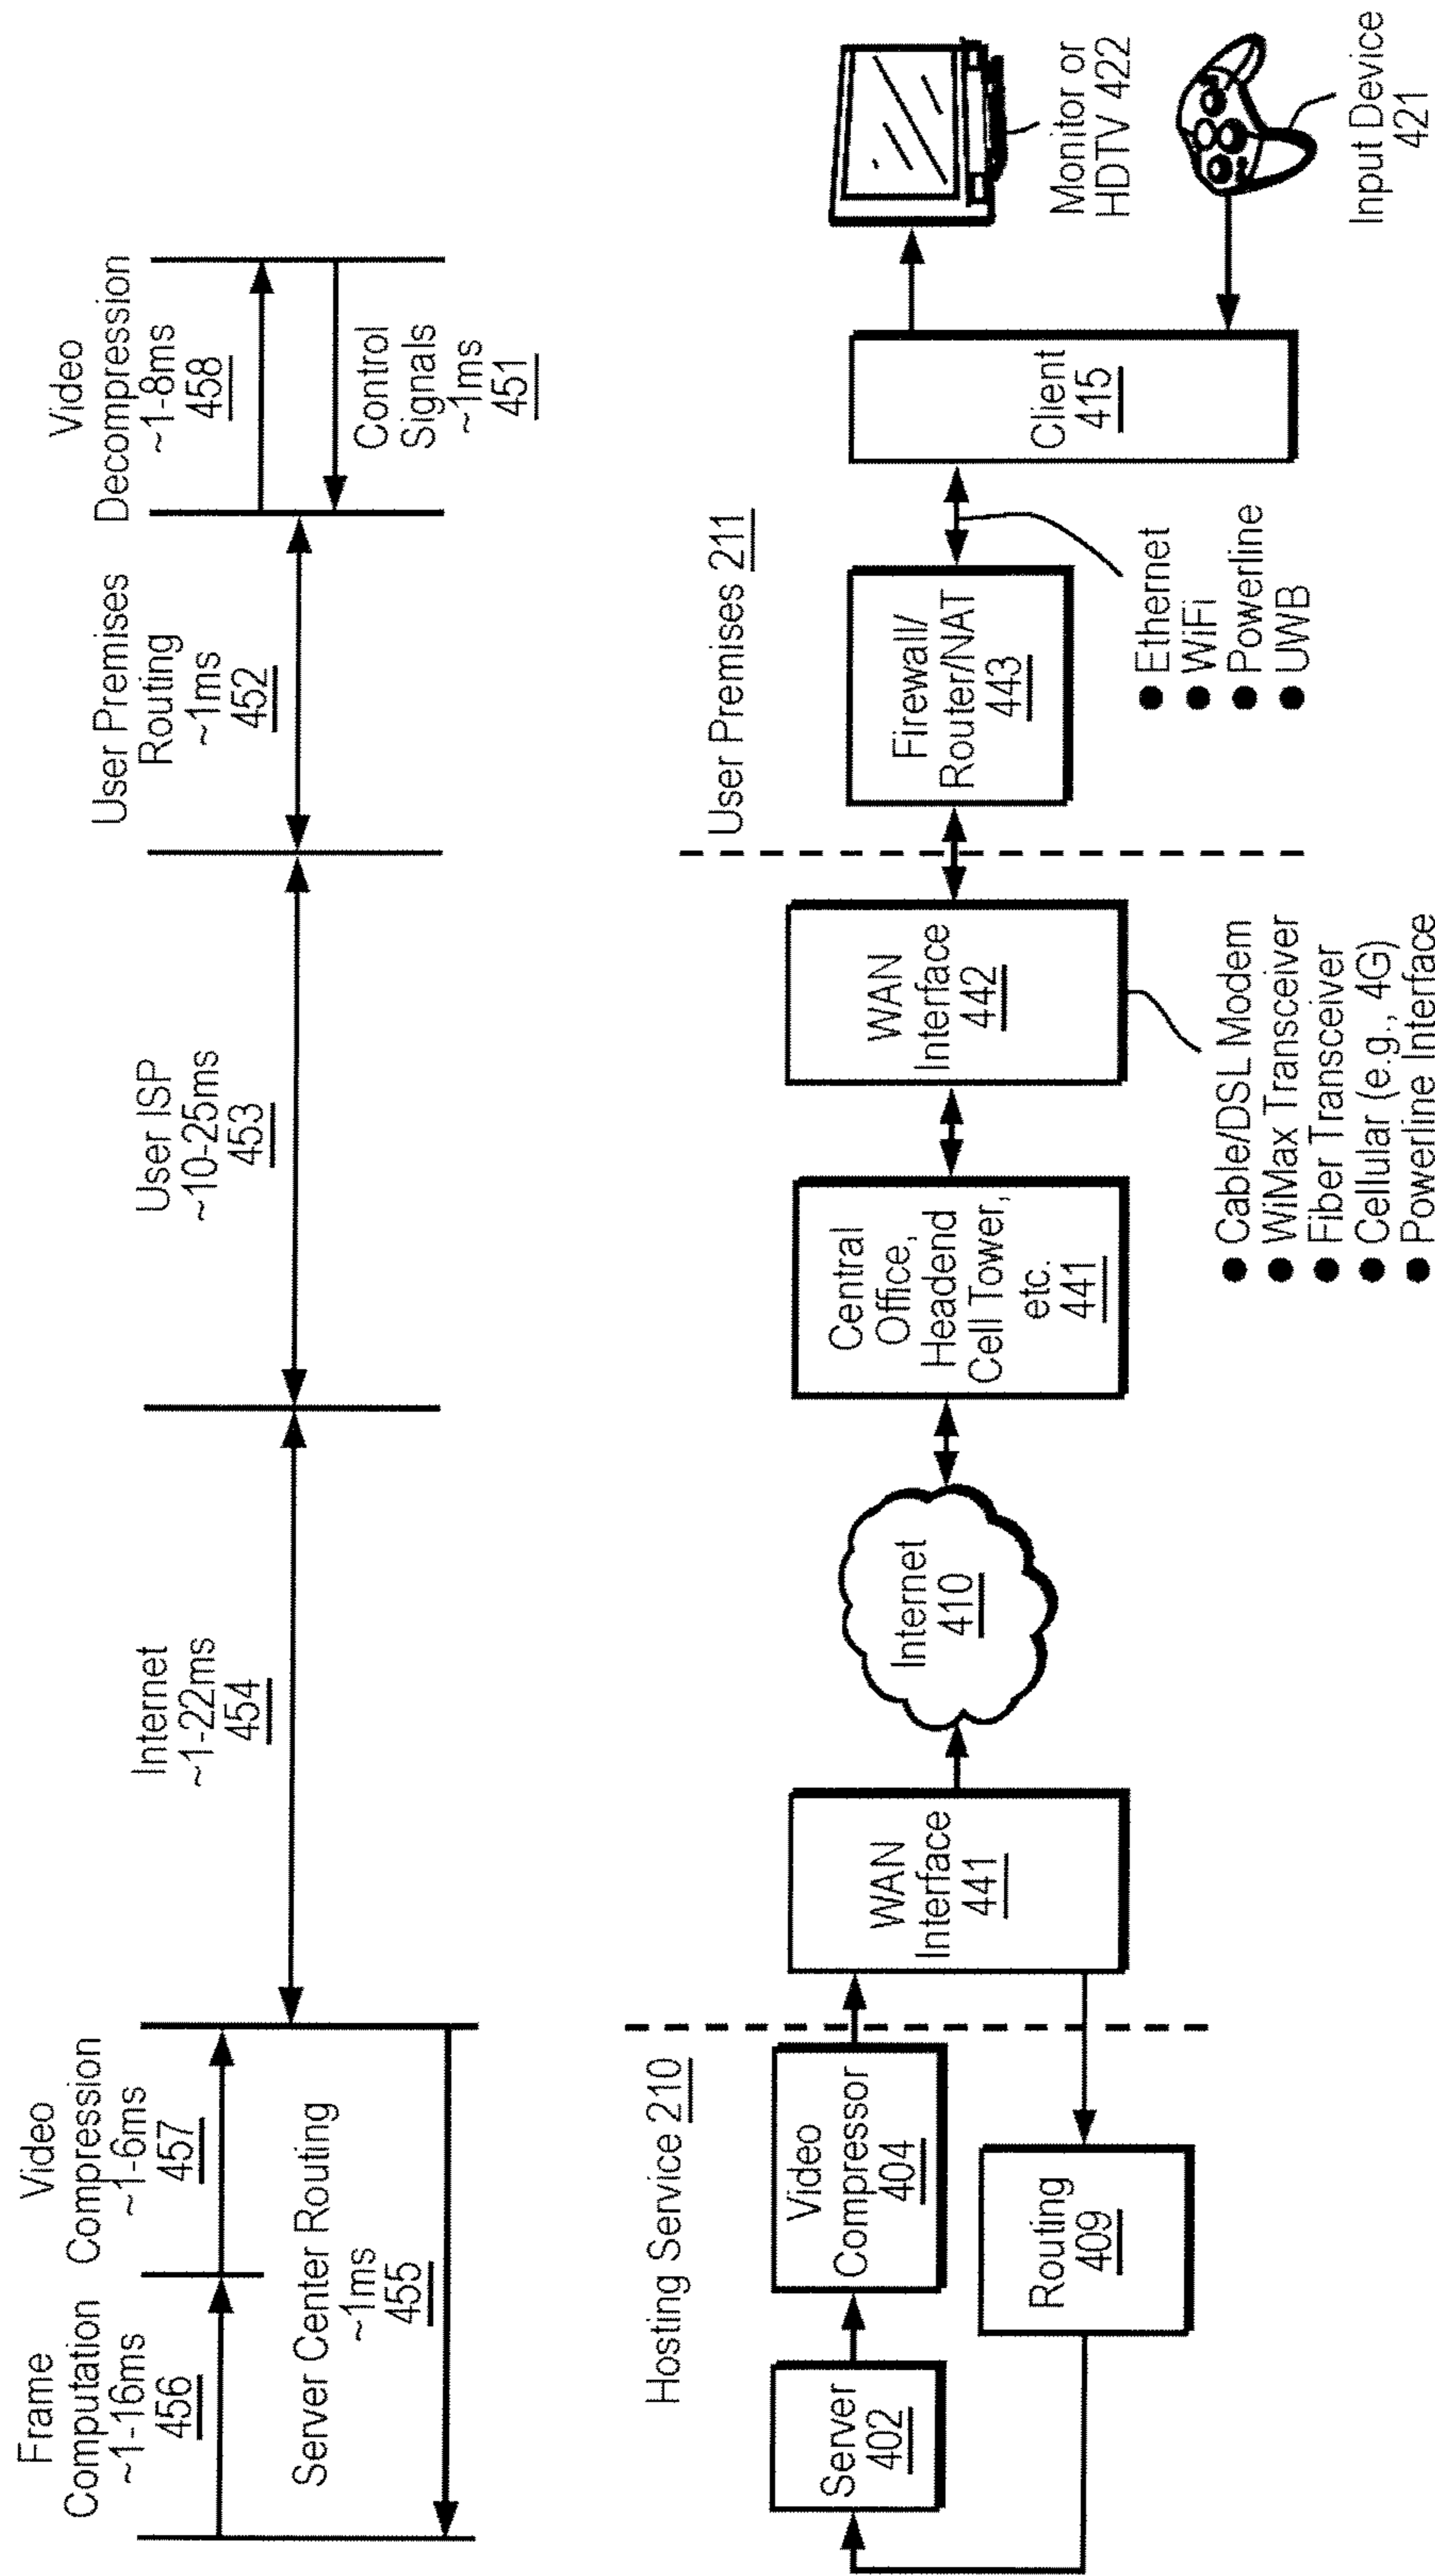 Frame
Computation
~1-16ms
456
Video
Compression
~1-6ms
457
Server Center Routing
~1ms
455
Internet
~1-22ms
454
User ISP
~10-25ms
453
User Premises
Routing
~1ms
452
Video
Decompression
~1-8ms
458
Control
Signals
~1ms
451
Hosting Service 210
Server
402
Video
Compressor
404
Routing
409
WAN
Interface
441
Internet
410
Central
Office,
Headend
Cell Tower,
etc.
441
WAN
Interface
442
● Cable/DSL Modem
● WiMax Transceiver
● Fiber Transceiver
● Cellular (e.g., 4G)
● Powerline Interface
User Premises 211
Firewall/
Router/NAT
443
● Ethernet
● WiFi
● Powerline
● UWB
Client
415
Monitor or
HDTV 422
Input Device
421